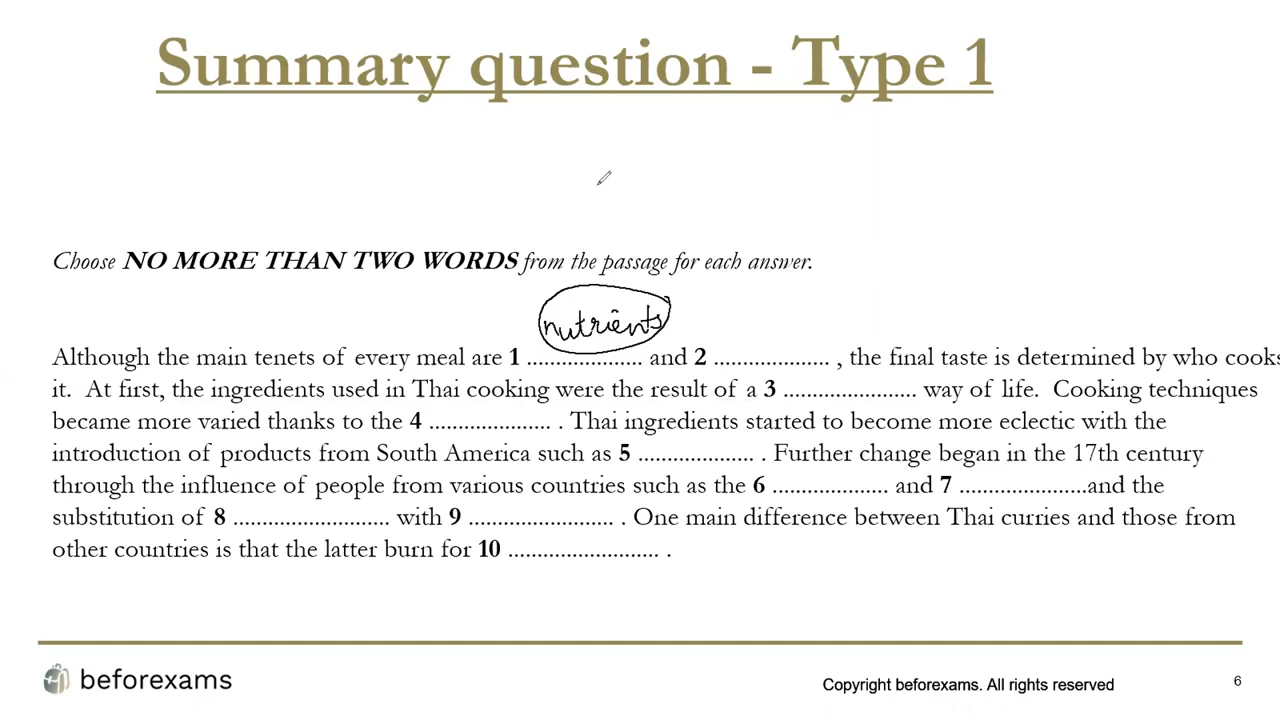 Summary question - Type 1
Choose NO MORE THAN TWO WORDS from the passage for each answer.
nutrients
Although the main tenets of every meal are 1 .................... and 2 .................... , the final taste is determined by who cooks
it. At first, the ingredients used in Thai cooking were the result of a 3 ....................... way of life. Cooking techniques
became more varied thanks to the 4 ..................... . Thai ingredients started to become more eclectic with the
introduction of products from South America such as 5 .................... . Further change began in the 17th century
through the influence of people from various countries such as the 6 .................... and 7 ......................and the
substitution of 8 ........................... with 9 ......................... . One main difference between Thai curries and those from
other countries is that the latter burn for 10 .......................... .
beforexams
Copyright beforexams. All rights reserved
6